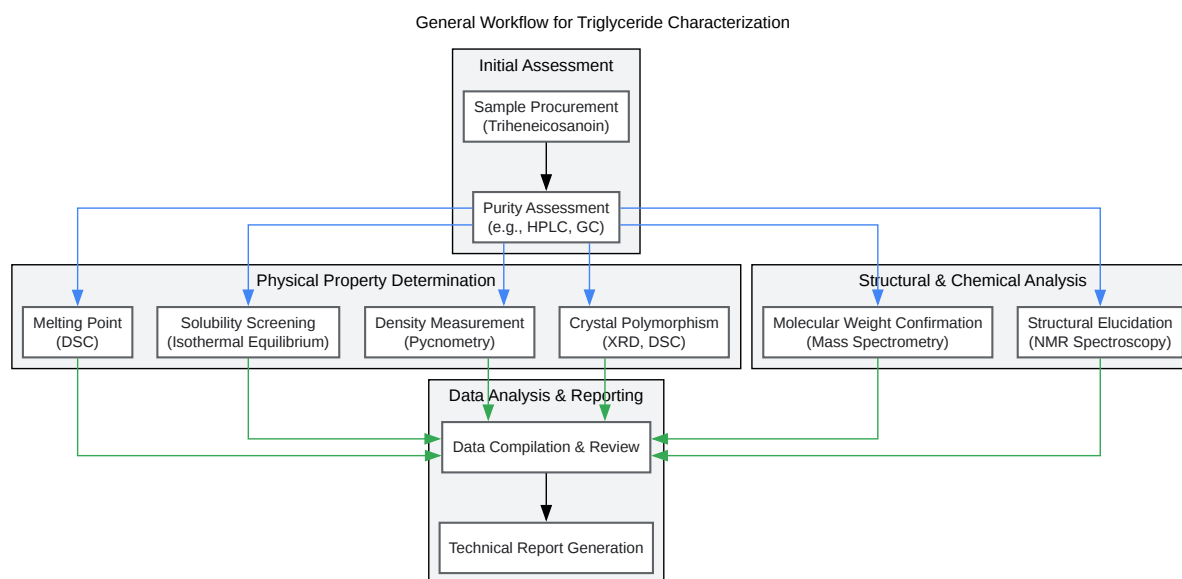 General Workflow for Triglyceride Characterization
Initial Assessment
Sample Procurement
(Triheneicosanoin)
Purity Assessment
(e.g., HPLC, GC)
Physical Property Determination
Melting Point
(DSC)
Solubility Screening
(Isothermal Equilibrium)
Density Measurement
(Pycnometry)
Crystal Polymorphism
(XRD, DSC)
Structural & Chemical Analysis
Molecular Weight Confirmation
(Mass Spectrometry)
Structural Elucidation
(NMR Spectroscopy)
Data Analysis & Reporting
Data Compilation & Review
Technical Report Generation